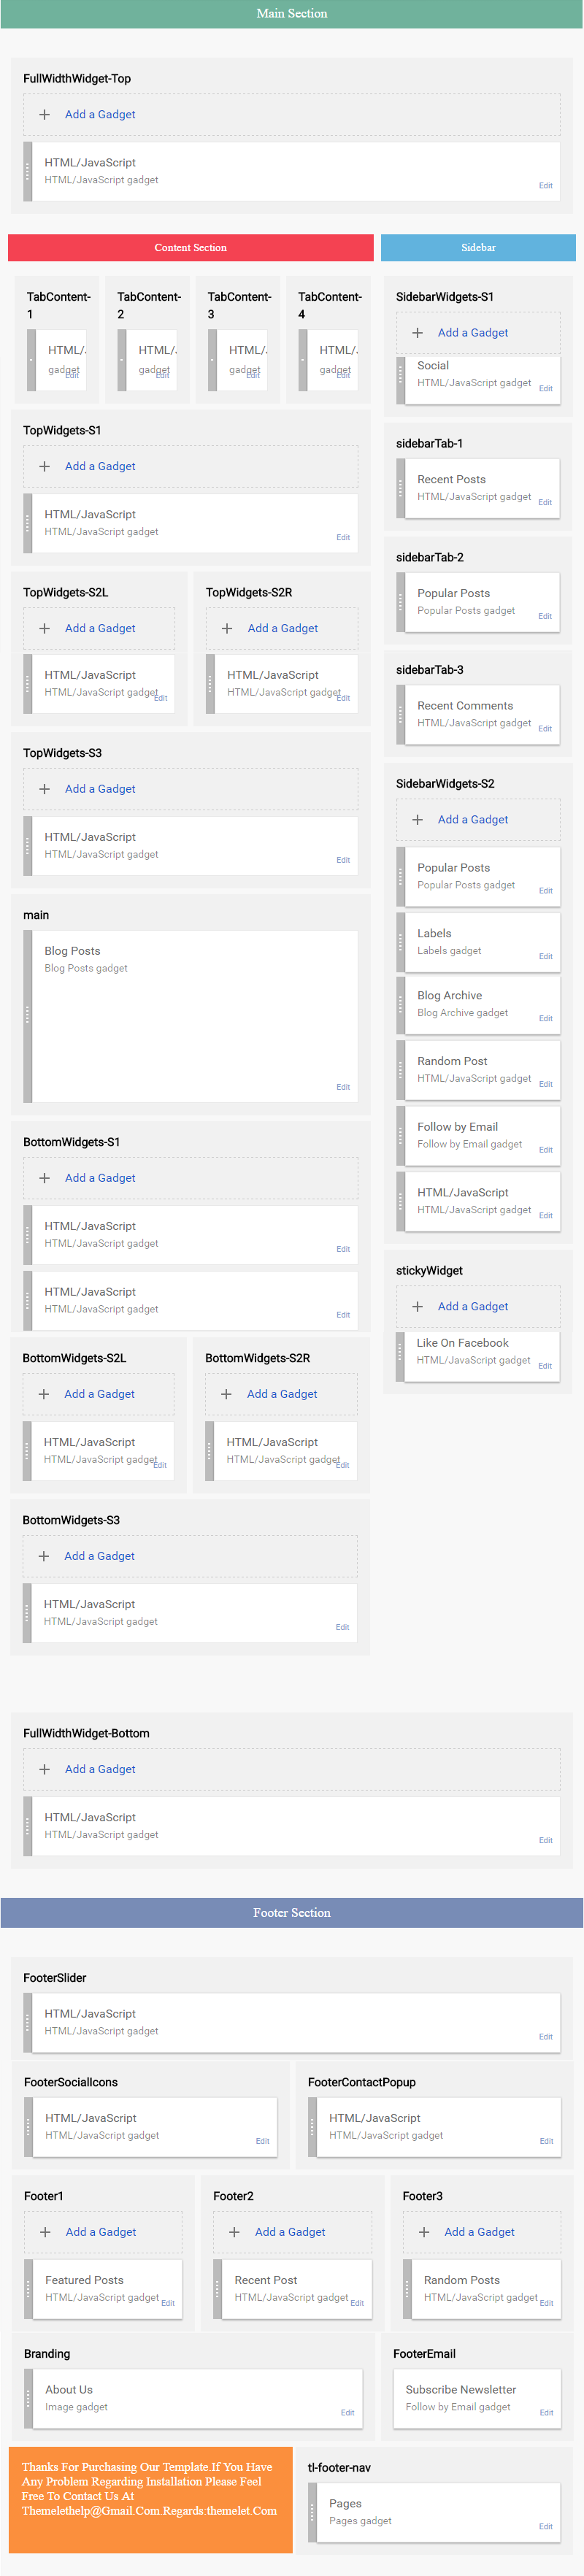 Main Section
FullWidthWidget-Top
Add a Gadget
HTML/JavaScript
HTML/JavaScript gadget
Edit
Content Section
TabContent-
1
HTML/J
gadget
Edit
TabContent-
2
HTML/J
gadget
Edit
TabContent-
3
HTML/J
gadget
Edit
TabContent-
4
HTML/J
gadget
Edit
TopWidgets-S1
Add a Gadget
HTML/JavaScript
HTML/JavaScript gadget
Edit
TopWidgets-S2L
Add a Gadget
HTML/JavaScript
HTML/JavaScript gadget
Edit
TopWidgets-S2R
Add a Gadget
HTML/JavaScript
HTML/JavaScript gadget
Edit
TopWidgets-S3
Add a Gadget
HTML/JavaScript
HTML/JavaScript gadget
Edit
main
Blog Posts
Blog Posts gadget
Edit
BottomWidgets-S1
Add a Gadget
HTML/JavaScript
HTML/JavaScript gadget
Edit
HTML/JavaScript
HTML/JavaScript gadget
Edit
BottomWidgets-S2L
Add a Gadget
HTML/JavaScript
HTML/JavaScript gadget
Edit
BottomWidgets-S2R
Add a Gadget
HTML/JavaScript
HTML/JavaScript gadget
Edit
BottomWidgets-S3
Add a Gadget
HTML/JavaScript
HTML/JavaScript gadget
Edit
Sidebar
SidebarWidgets-S1
Add a Gadget
Social
HTML/JavaScript gadget
Edit
sidebarTab-1
Recent Posts
HTML/JavaScript gadget
Edit
sidebarTab-2
Popular Posts
Popular Posts gadget
Edit
sidebarTab-3
Recent Comments
HTML/JavaScript gadget
Edit
SidebarWidgets-S2
Add a Gadget
Popular Posts
Popular Posts gadget
Edit
Labels
Labels gadget
Edit
Blog Archive
Blog Archive gadget
Edit
Random Post
HTML/JavaScript gadget
Edit
Follow by Email
Follow by Email gadget
Edit
HTML/JavaScript
HTML/JavaScript gadget
Edit
stickyWidget
Add a Gadget
Like On Facebook
HTML/JavaScript gadget
Edit
FullWidthWidget-Bottom
Add a Gadget
HTML/JavaScript
HTML/JavaScript gadget
Edit
Footer Section
FooterSlider
HTML/JavaScript
HTML/JavaScript gadget
Edit
FooterSocialIcons
HTML/JavaScript
HTML/JavaScript gadget
Edit
FooterContactPopup
HTML/JavaScript
HTML/JavaScript gadget
Edit
Footer1
Add a Gadget
Featured Posts
HTML/JavaScript gadget
Edit
Footer2
Add a Gadget
Recent Post
HTML/JavaScript gadget
Edit
Footer3
Add a Gadget
Random Posts
HTML/JavaScript gadget
Edit
Branding
About Us
Image gadget
Edit
FooterEmail
Subscribe Newsletter
Follow by Email gadget
Edit
Thanks For Purchasing Our Template.If You Have
Any Problem Regarding Installation Please Feel
Free To Contact Us At
Themelethelp@Gmail.Com.Regards:themelet.Com
tl-footer-nav
Pages
Pages gadget
Edit